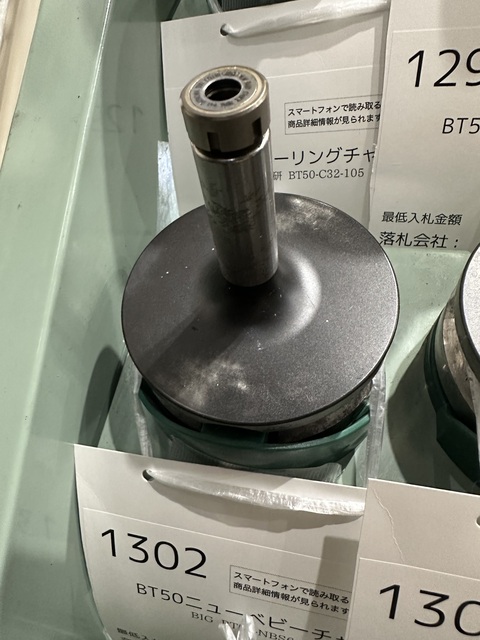 129
スマートフォンで読み取る
商品詳細情報が見られます
BT5
ーリングチャ
研 BT50-C32-105
最低入札金額
落札会社：
1302
スマートフォンで読み取る
商品詳細情報が見られます
BT50ニューベビーチャ
BIG
130